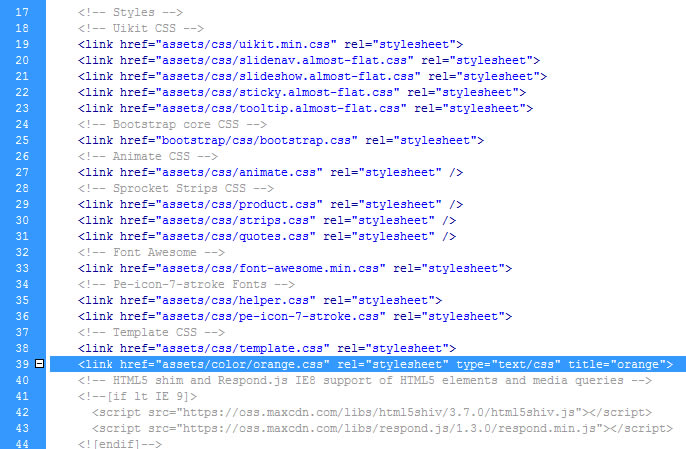 17 <!-- Styles -->
18 <!-- Uikit CSS -->
19 <link href="assets/css/uikit.min.css" rel="stylesheet">
20 <link href="assets/css/slidenav.almost-flat.css" rel="stylesheet">
21 <link href="assets/css/slideshow.almost-flat.css" rel="stylesheet">
22 <link href="assets/css/sticky.almost-flat.css" rel="stylesheet">
23 <link href="assets/css/tooltip.almost-flat.css" rel="stylesheet">
24 <!-- Bootstrap core CSS -->
25 <link href="bootstrap/css/bootstrap.css" rel="stylesheet">
26 <!-- Animate CSS -->
27 <link href="assets/css/animate.css" rel="stylesheet" />
28 <!-- Sprocket Strips CSS -->
29 <link href="assets/css/product.css" rel="stylesheet" />
30 <link href="assets/css/strips.css" rel="stylesheet" />
31 <link href="assets/css/quotes.css" rel="stylesheet" />
32 <!-- Font Awesome -->
33 <link href="assets/css/font-awesome.min.css" rel="stylesheet">
34 <!-- Pe-icon-7-stroke Fonts -->
35 <link href="assets/css/helper.css" rel="stylesheet">
36 <link href="assets/css/pe-icon-7-stroke.css" rel="stylesheet">
37 <!-- Template CSS -->
38 <link href="assets/css/template.css" rel="stylesheet">
39 <link href="assets/color/orange.css" rel="stylesheet" type="text/css" title="orange">
40 <!-- HTML5 shim and Respond.js IE8 support of HTML5 elements and media queries -->
41 <!--[if lt IE 9]>
42 <script src="https://oss.maxcdn.com/libs/html5shiv/3.7.0/html5shiv.js"></script>
43 <script src="https://oss.maxcdn.com/libs/respond.js/1.3.0/respond.min.js"></script>
44 <![endif]-->